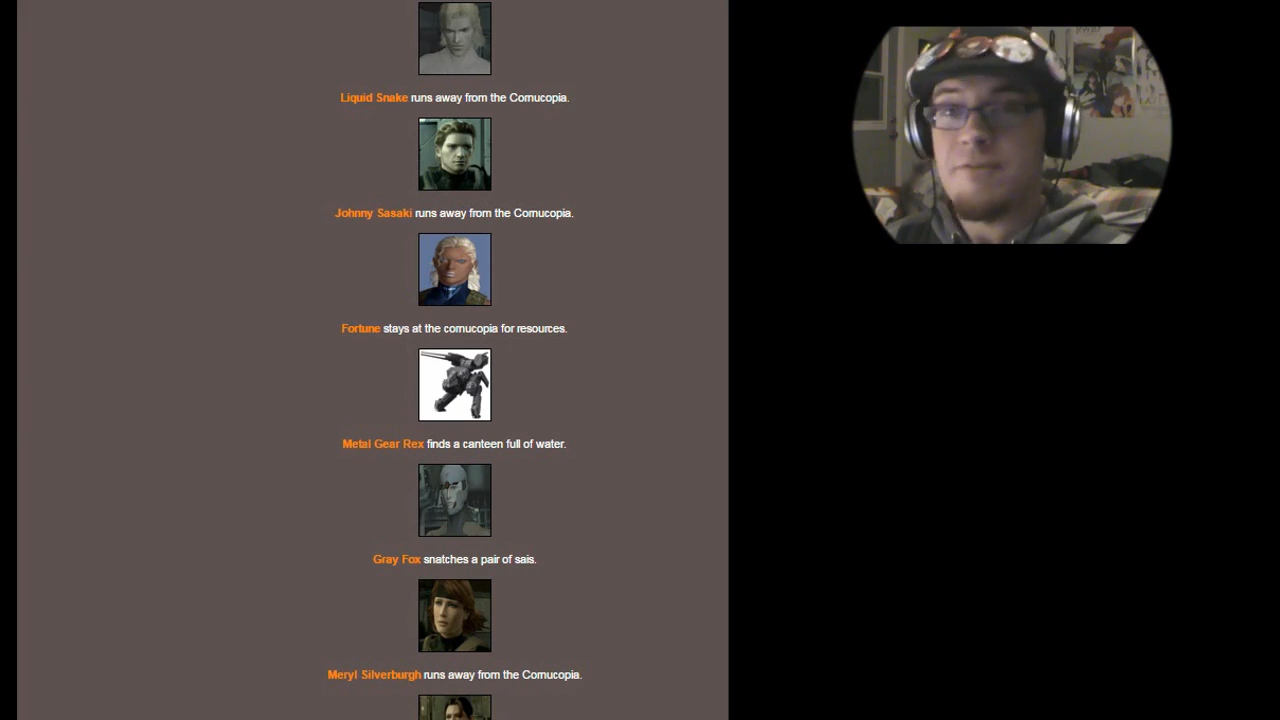 Liquid Snake runs away from the Cornucopia.
Johnny Sasaki runs away from the Cornucopia.
Fortune stays at the cornucopia for resources.
Metal Gear Rex finds a canteen full of water.
Gray Fox snatches a pair of sais.
Meryl Silverburgh runs away from the Cornucopia.